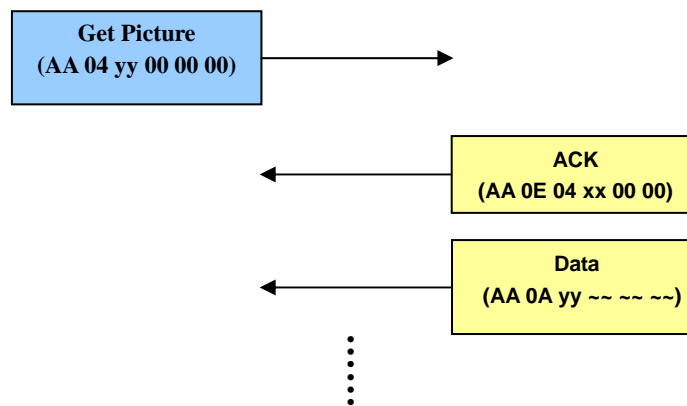 Get Picture
(AA 04 yy 00 00 00)
ACK
(AA 0E 04 xx 00 00)
Data
(AA 0A yy ~~ ~~ ~~)